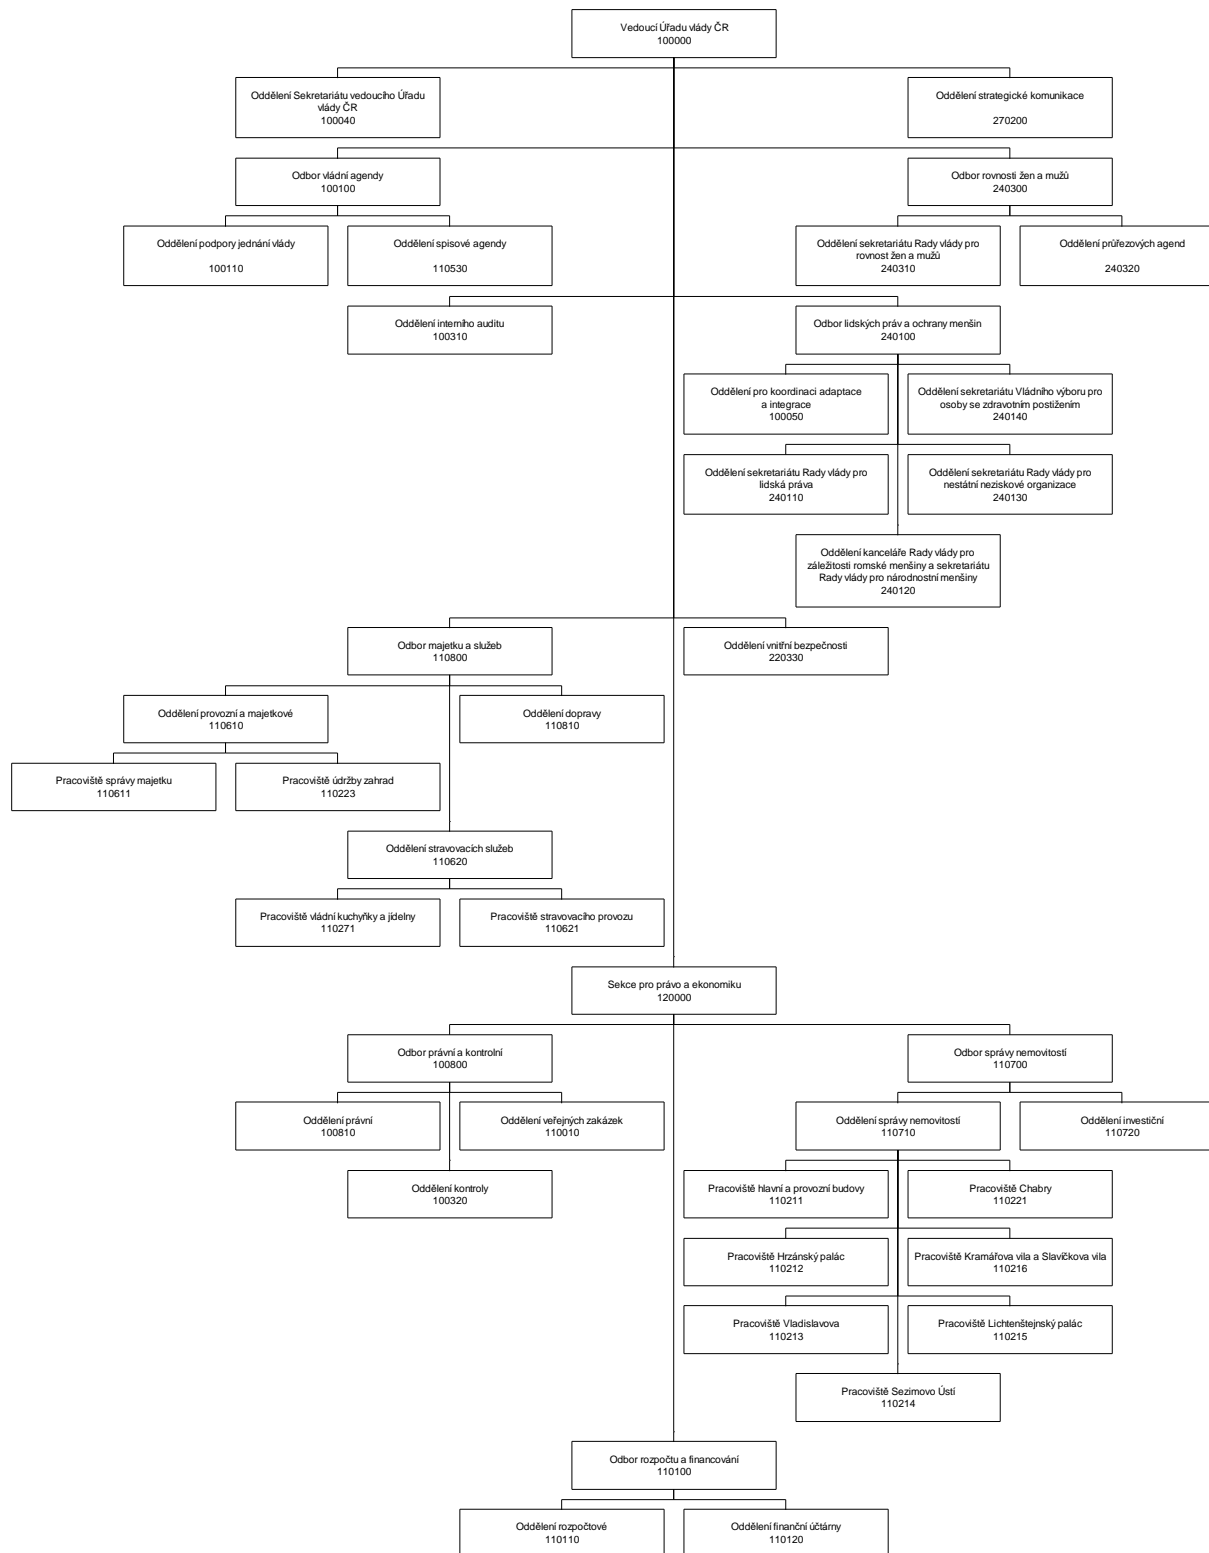 Vedoucí Úřadu vlády ČR
100000
Oddělení Sekretariátu vedoucího Úřadu
vlády ČR
100040
Oddělení strategické komunikace
270200
Odbor vládní agendy
100100
Odbor rovnosti žen a mužů
240300
Oddělení podpory jednání vlády
100110
Oddělení spisové agendy
110530
Oddělení sekretariátu Rady vlády pro
rovnost žen a mužů
240310
Oddělení průřezových agend
240320
Oddělení interního auditu
100310
Odbor lidských práv a ochrany menšin
240100
Oddělení pro koordinaci adaptace
a integrace
100050
Oddělení sekretariátu Vládního výboru pro
osoby se zdravotním postižením
240140
Oddělení sekretariátu Rady vlády pro
lidská práva
240110
Oddělení sekretariátu Rady vlády pro
nestátní neziskové organizace
240130
Oddělení kanceláře Rady vlády pro
záležitosti romské menšiny a sekretariátu
Rady vlády pro národnostní menšiny
240120
Odbor majetku a služeb
110800
Oddělení vnitřní bezpečnosti
220330
Oddělení provozní a majetkové
110610
Oddělení dopravy
110810
Pracoviště správy majetku
110611
Pracoviště údržby zahrad
110223
Oddělení stravovacích služeb
110620
Pracoviště vládní kuchyňky a jídelny
110271
Pracoviště stravovacího provozu
110621
Sekce pro právo a ekonomiku
120000
Odbor právní a kontrolní
100800
Odbor správy nemovitostí
110700
Oddělení právní
100810
Oddělení veřejných zakázek
110010
Oddělení správy nemovitostí
110710
Oddělení investiční
110720
Oddělení kontroly
100320
Pracoviště hlavní a provozní budovy
110211
Pracoviště Chabry
110221
Pracoviště Hrzánský palác
110212
Pracoviště Kramářova vila a Slavíčkova vila
110216
Pracoviště Vladislavova
110213
Pracoviště Lichtenštejnský palác
110215
Pracoviště Sezimovo Ústí
110214
Odbor rozpočtu a financování
110100
Oddělení rozpočtové
110110
Oddělení finanční účtárny
110120